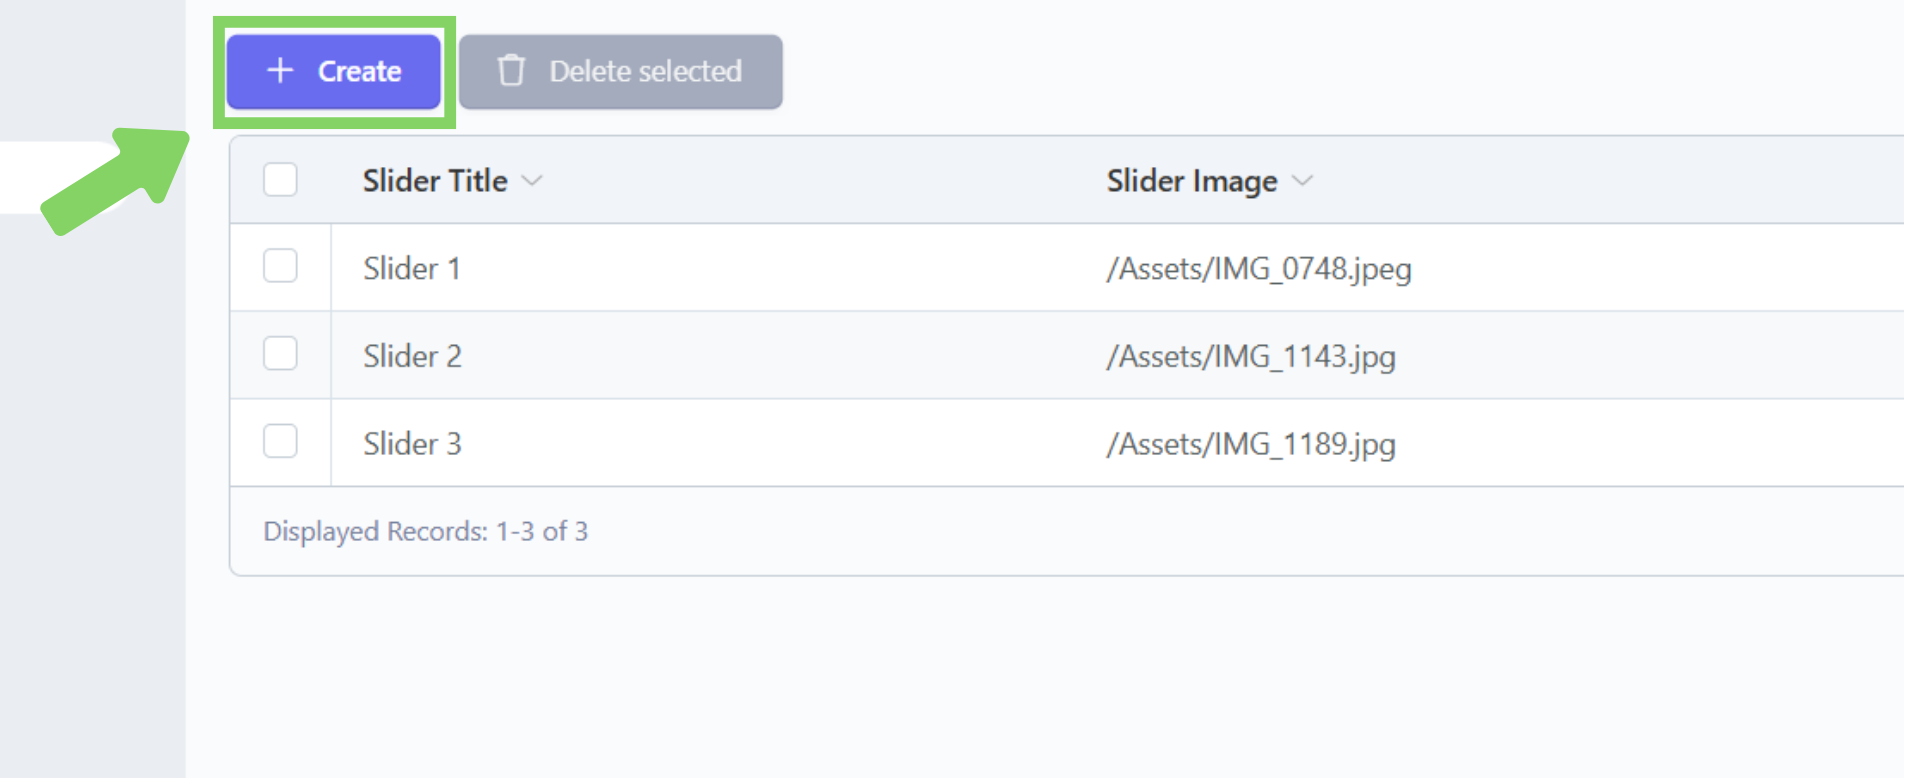 Create Delete selected
Slider Title Slider Image
Slider 1 /Assets/IMG_0748.jpeg
Slider 2 /Assets/IMG_1143.jpg
Slider 3 /Assets/IMG_1189.jpg
Displayed Records: 1-3 of 3